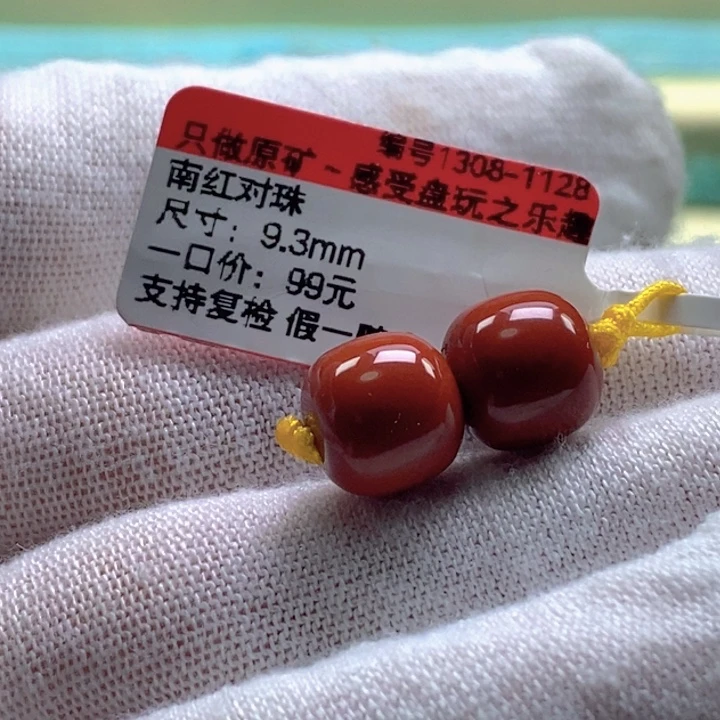 编号1308-1128
只做原矿~感受盘玩之乐趣
南红对珠
尺寸：9.3mm
一口价：99元
支持复检 假一